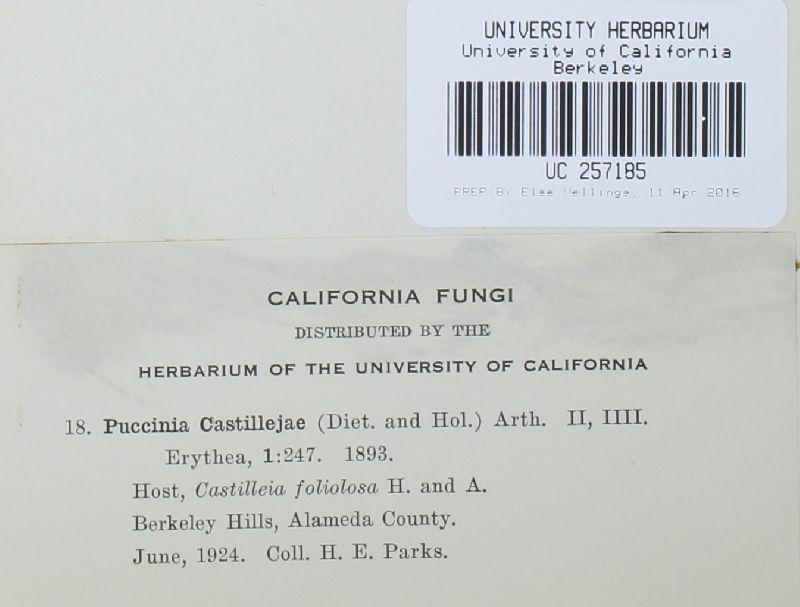 UNIVERSITY HERBARIUM
University of California
Berkeley
UC 257185
PREP By Else Vellinga, 11 Apr 2016
CALIFORNIA FUNGI
DISTRIBUTED BY THE
HERBARIUM OF THE UNIVERSITY OF CALIFORNIA
18. Puccinia Castillejae (Diet. and Hol.) Arth. II, IIII.
Erythea, 1:247. 1893.
Host, Castilleia foliolosa H. and A.
Berkeley Hills, Alameda County.
June, 1924. Coll. H. E. Parks.